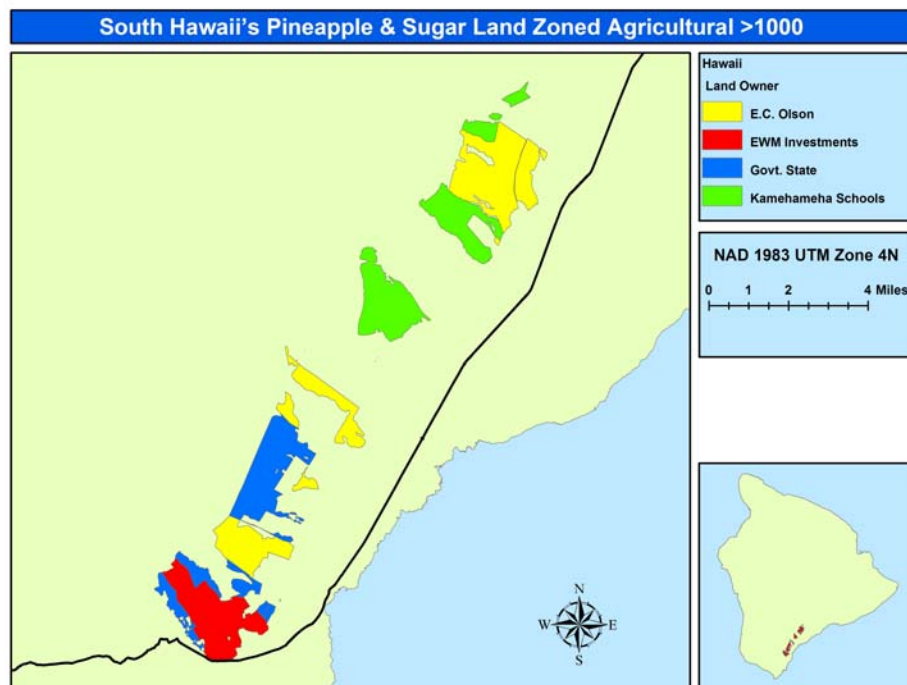 South Hawaii's Pineapple & Sugar Land Zoned Agricultural >1000
Hawaii
Land Owner
E.C. Olson
EWM Investments
Govt. State
Kamehameha Schools
NAD 1983 UTM Zone 4N
0 1 2 4 Miles
N
W E
S